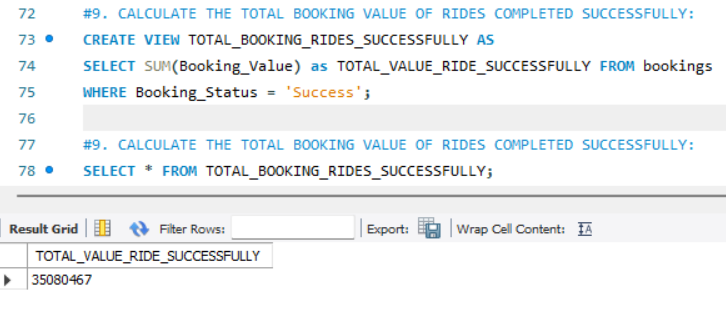 72 #9. CALCULATE THE TOTAL BOOKING VALUE OF RIDES COMPLETED SUCCESSFULLY:
73 CREATE VIEW TOTAL_BOOKING_RIDES_SUCCESSFULLY AS
74 SELECT SUM(Booking_Value) as TOTAL_VALUE_RIDE_SUCCESSFULLY FROM bookings
75 WHERE Booking_Status = 'Success';
76
77 #9. CALCULATE THE TOTAL BOOKING VALUE OF RIDES COMPLETED SUCCESSFULLY:
78 SELECT * FROM TOTAL_BOOKING_RIDES_SUCCESSFULLY;
Result Grid Filter Rows: Export: Wrap Cell Content: IA
TOTAL_VALUE_RIDE_SUCCESSFULLY
35080467